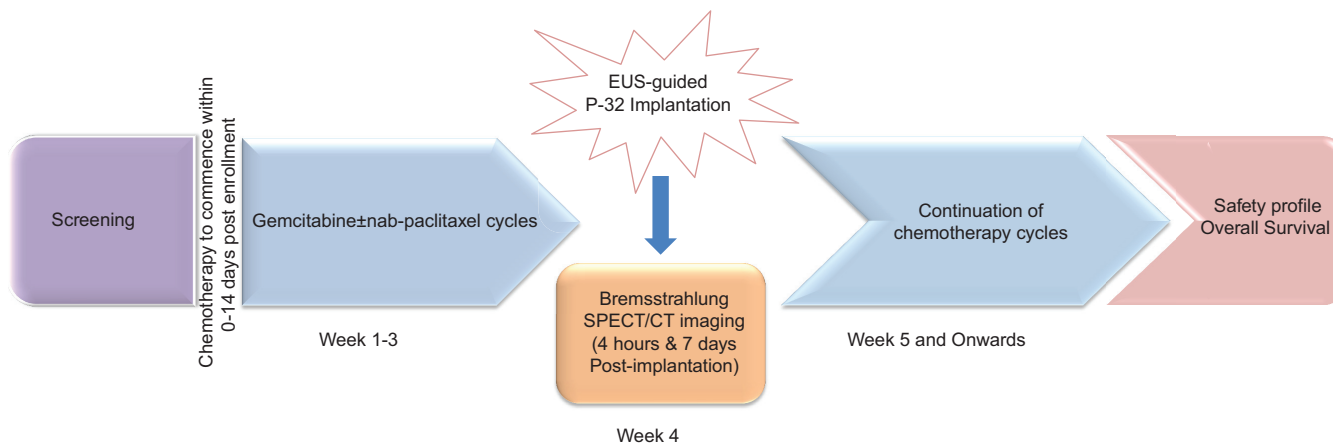 Screening
Chemotherapy to commence within
0-14 days post enrollment
Gemcitabine±nab-paclitaxel cycles
Week 1-3
EUS-guided
P-32 Implantation
Bremsstrahlung
SPECT/CT imaging
(4 hours & 7 days
Post-implantation)
Week 4
Continuation of
chemotherapy cycles
Week 5 and Onwards
Safety profile
Overall Survival